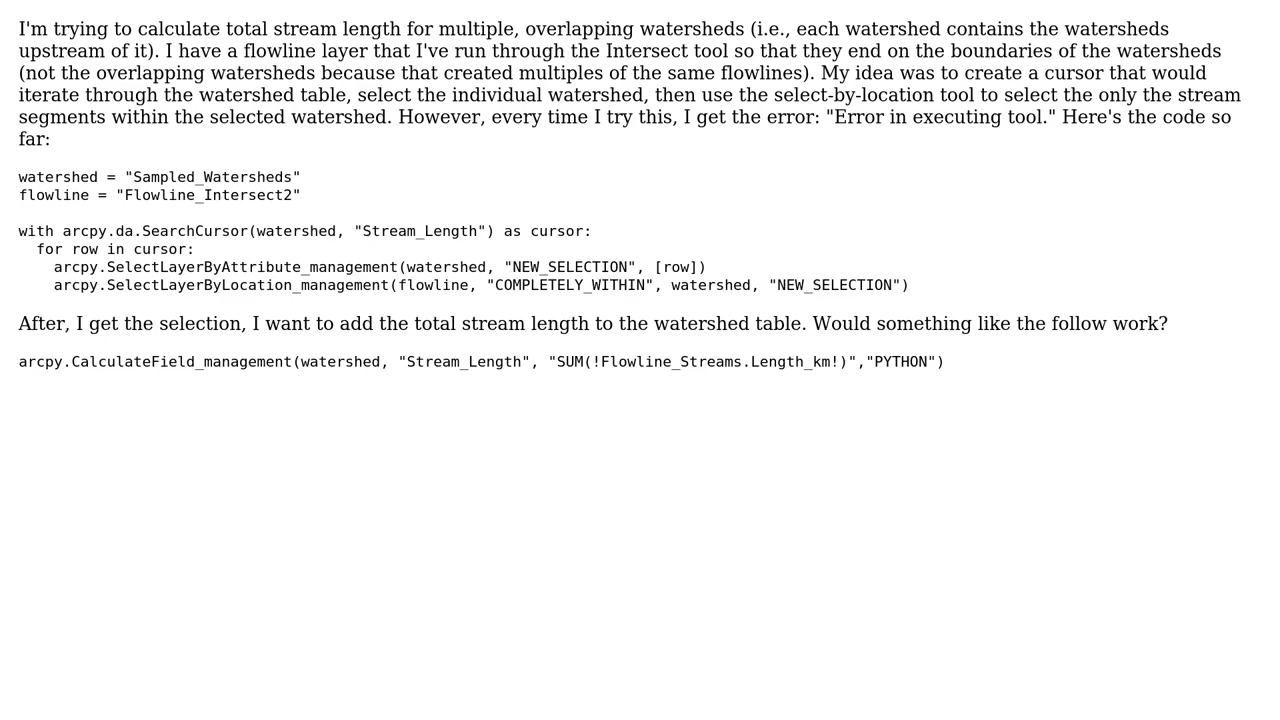 I'm trying to calculate total stream length for multiple, overlapping watersheds (i.e., each watershed contains the watersheds
upstream of it). I have a flowline layer that I've run through the Intersect tool so that they end on the boundaries of the watersheds
(not the overlapping watersheds because that created multiples of the same flowlines). My idea was to create a cursor that would
iterate through the watershed table, select the individual watershed, then use the select-by-location tool to select the only the stream
segments within the selected watershed. However, every time I try this, I get the error: "Error in executing tool." Here's the code so
far:
watershed = "Sampled_Watersheds"
flowline = "Flowline_Intersect2"
with arcpy.da.SearchCursor(watershed, "Stream_Length") as cursor:
  for row in cursor:
    arcpy.SelectLayerByAttribute_management(watershed, "NEW_SELECTION", [row])
    arcpy.SelectLayerByLocation_management(flowline, "COMPLETELY_WITHIN", watershed, "NEW_SELECTION")
After, I get the selection, I want to add the total stream length to the watershed table. Would something like the follow work?
arcpy.CalculateField_management(watershed, "Stream_Length", "SUM(!Flowline_Streams.Length_km!)","PYTHON")